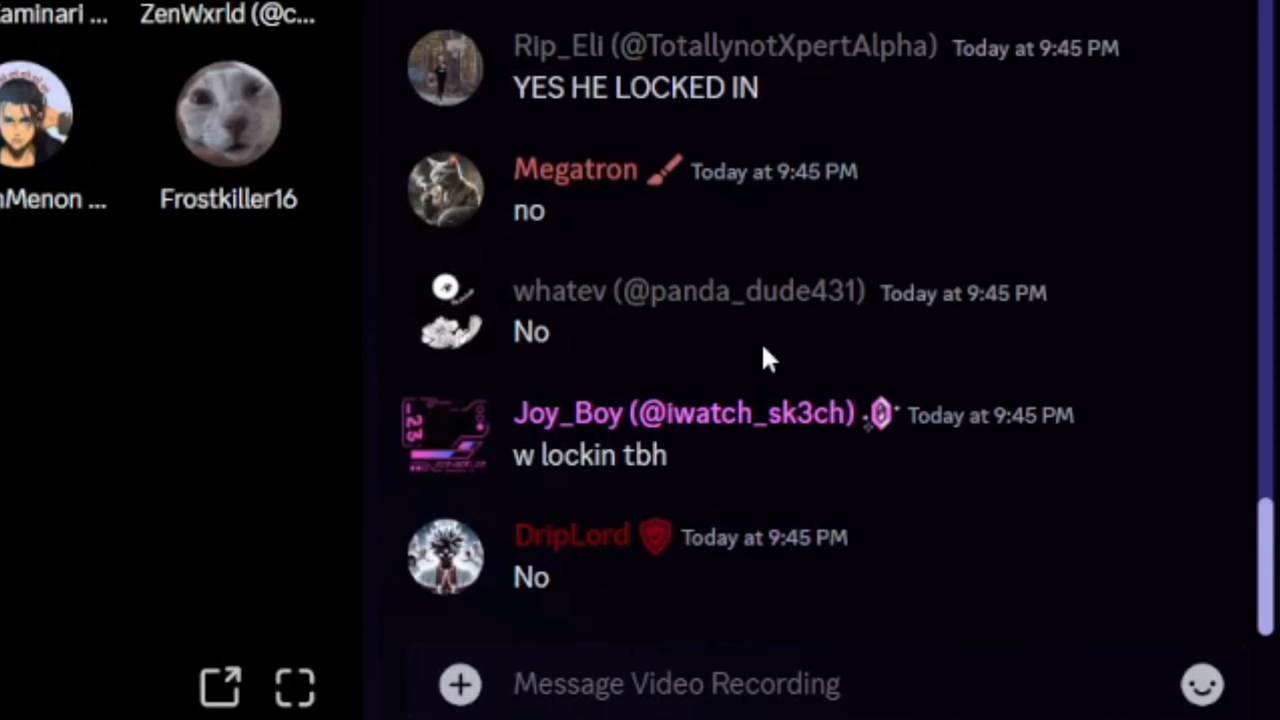 aminari ...
ZenWxrld (@c...
nMenon ...
Frostkiller16
Rip_Eli (@TotallynotXpertAlpha) Today at 9:45 PM
YES HE LOCKED IN
Megatron Today at 9:45 PM
no
whatev (@panda_dude431) Today at 9:45 PM
No
Joy_Boy (@iwatch_sk3ch) Today at 9:45 PM
w lockin tbh
DripLord Today at 9:45 PM
No
Message Video Recording